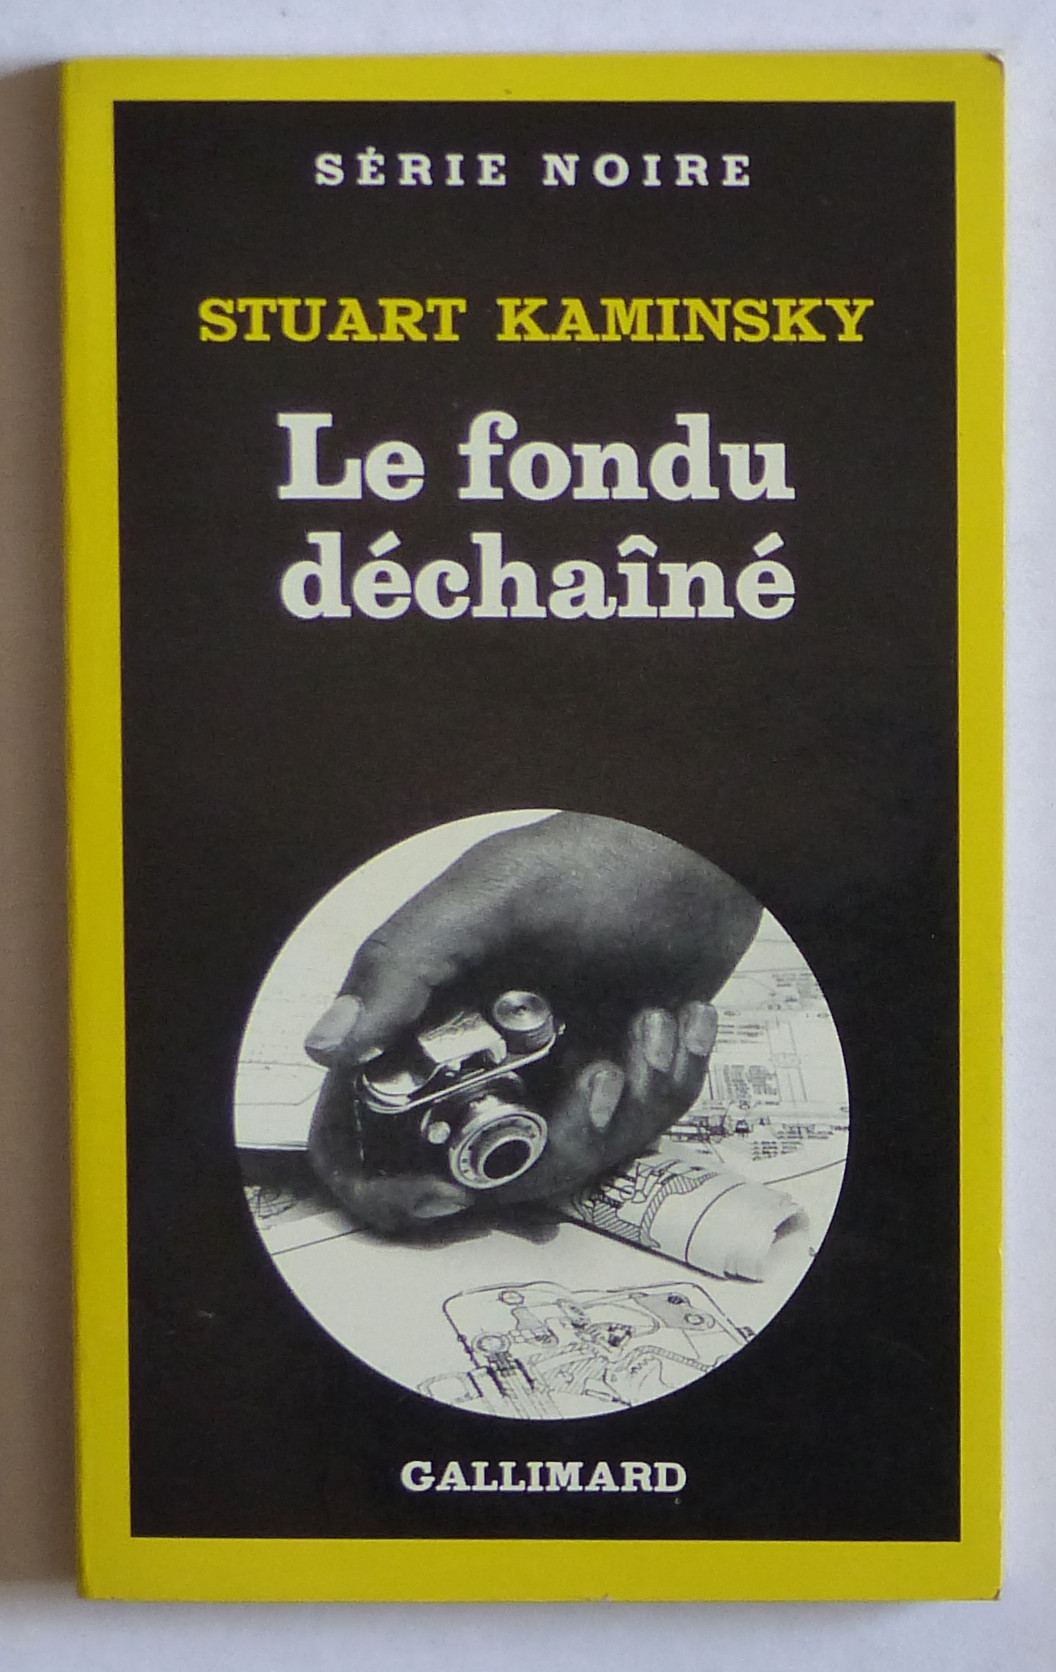 SÉRIE NOIRE
STUART KAMINSKY
Le fondu
déchaîné
GALLIMARD